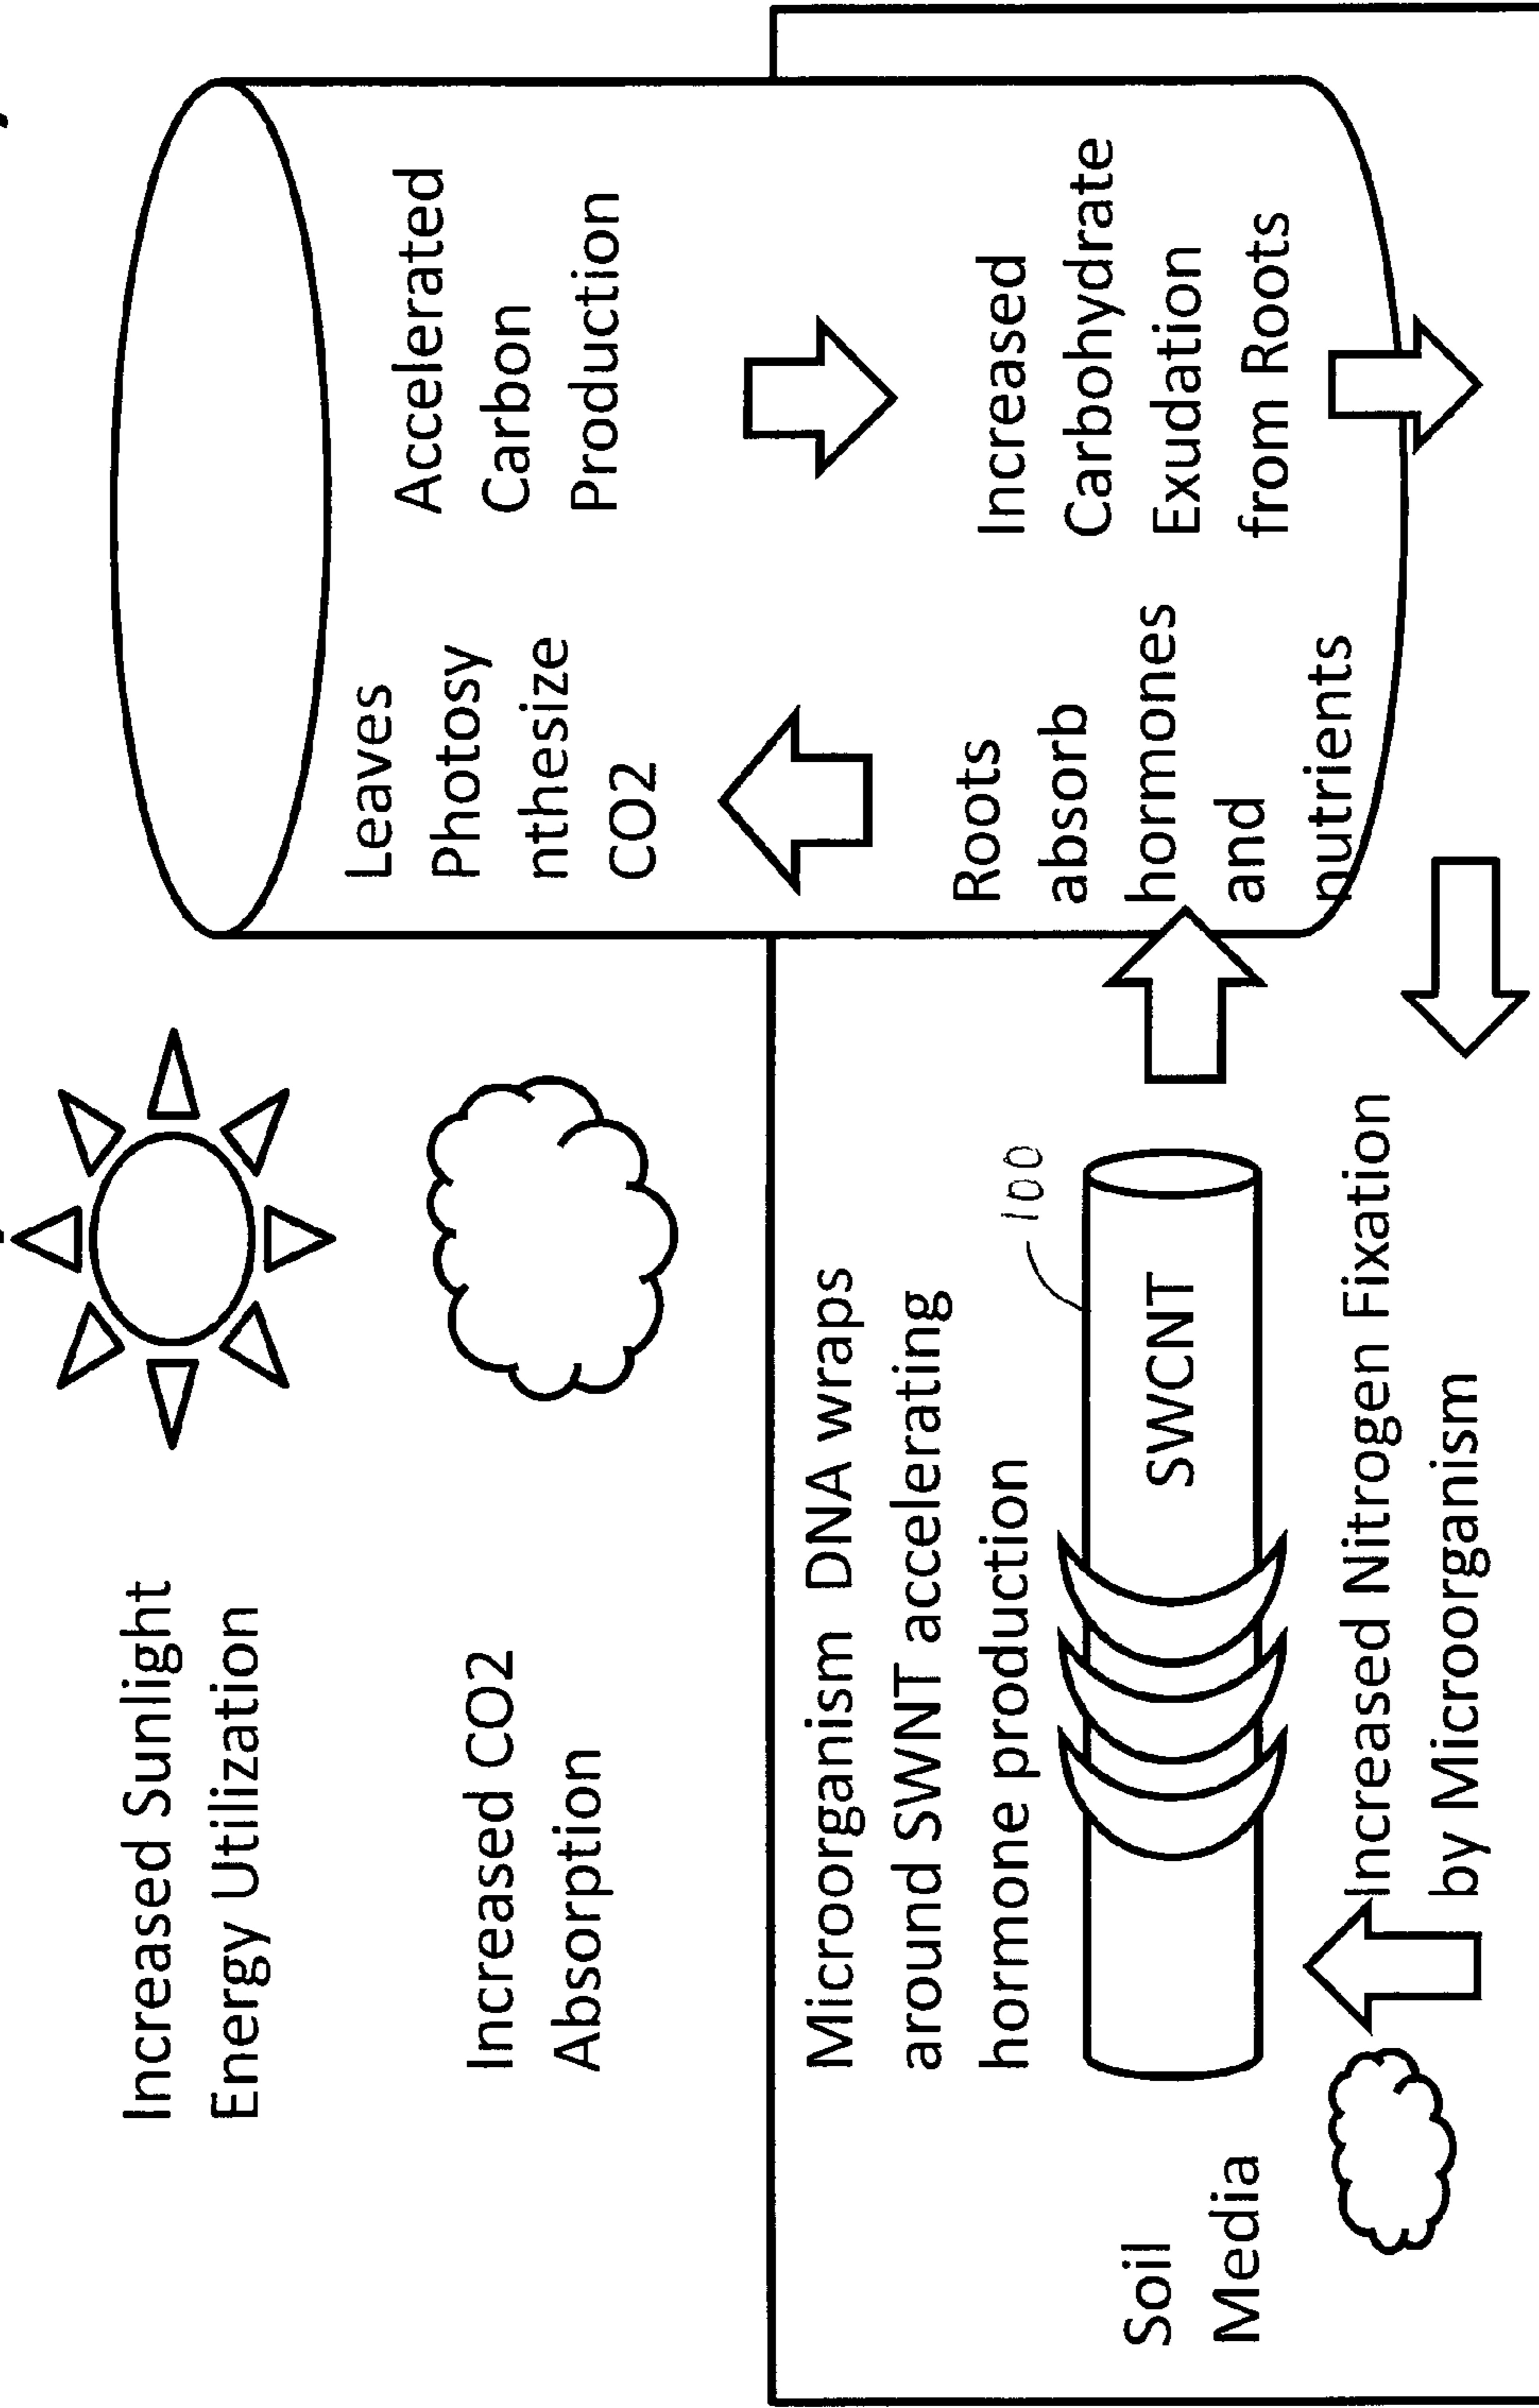 Increased Sunlight
Energy Utilization
Increased CO2
Absorption
Leaves
Photosy
nthesize
CO2
Accelerated
Carbon
Production
Microorganism DNA wraps
around SWNT accelerating
hormone production
100
SWCNT
Soil
Media
Roots
absorb
hormones
and
nutrients
Increased
Carbohydrate
Exudation
from Roots
Increased Nitrogen Fixation
by Microorganism